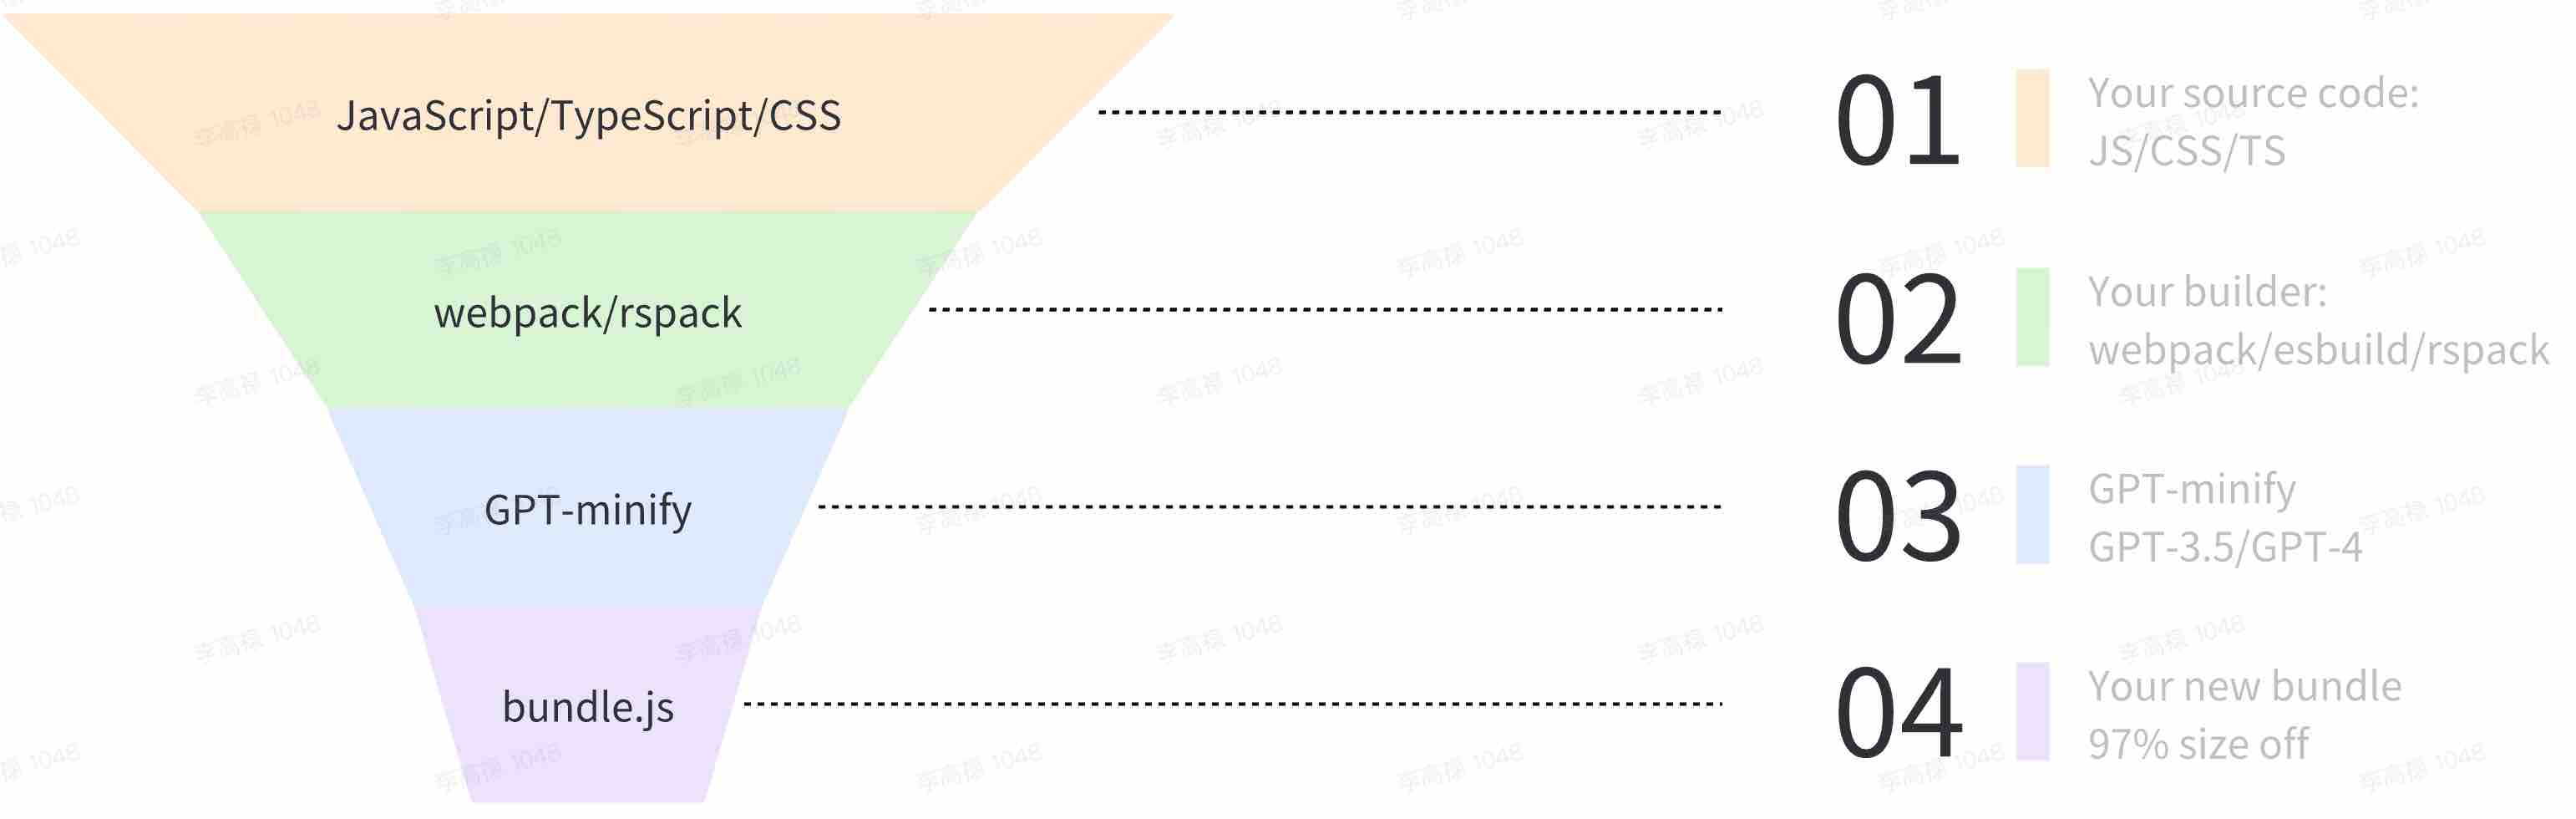 JavaScript/TypeScript/CSS
01
Your source code:
JS/CSS/TS
webpack/rspack
02
Your builder:
webpack/esbuild/rspack
GPT-minify
03
GPT-minify
GPT-3.5/GPT-4
bundle.js
04
Your new bundle
97% size off
李高禄 1048